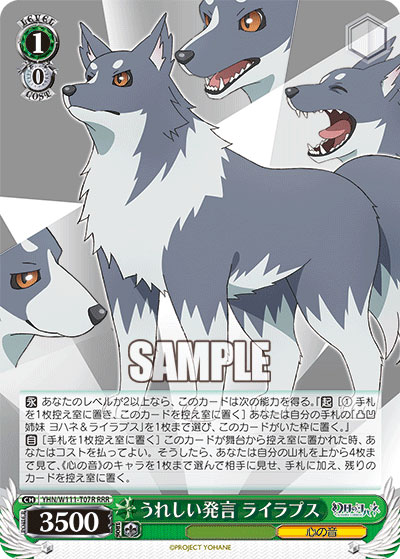 LEVEL
1
0
COST
SAMPLE
永 あなたのレベルが2以上なら、このカードは次の能力を得る。『起［① 手札
を1枚控え室に置き、このカードを控え室に置く］ あなたは自分の手札の「凸凹
姉妹 ヨハネ＆ライラプス」を1枚まで選び、このカードがいた枠に置く。』
自［手札を1枚控え室に置く］ このカードが舞台から控え室に置かれた時、あ
なたはコストを払ってよい。そうしたら、あなたは自分の山札を上から4枚ま
で見て、《心の音》のキャラを1枚まで選んで相手に見せ、手札に加え、残り
のカードを控え室に置く。
CH YHN/W111-T07R RRR
うれしい発言 ライラプス
3500
心の音
©PROJECT YOHANE